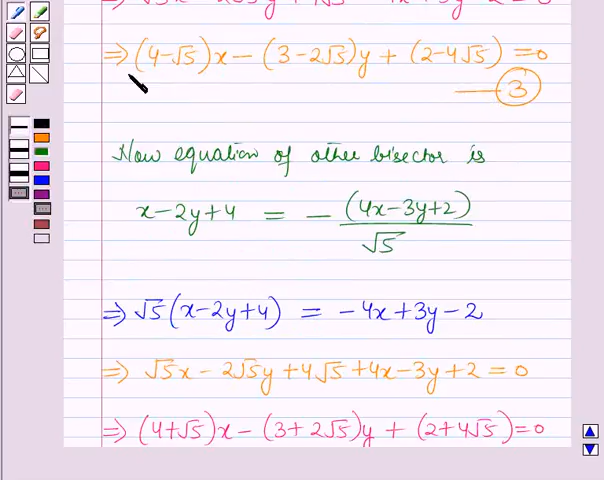 ⇒ (4-√5)x - (3-2√5)y + (2-4√5) = 0
— 3
Now equation of other bisector is
x-2y+4 = - (4x-3y+2)/√5
⇒ √5(x-2y+4) = -4x+3y-2
⇒ √5x - 2√5y + 4√5 + 4x - 3y + 2 = 0
⇒ (4+√5)x - (3+2√5)y + (2+4√5) = 0